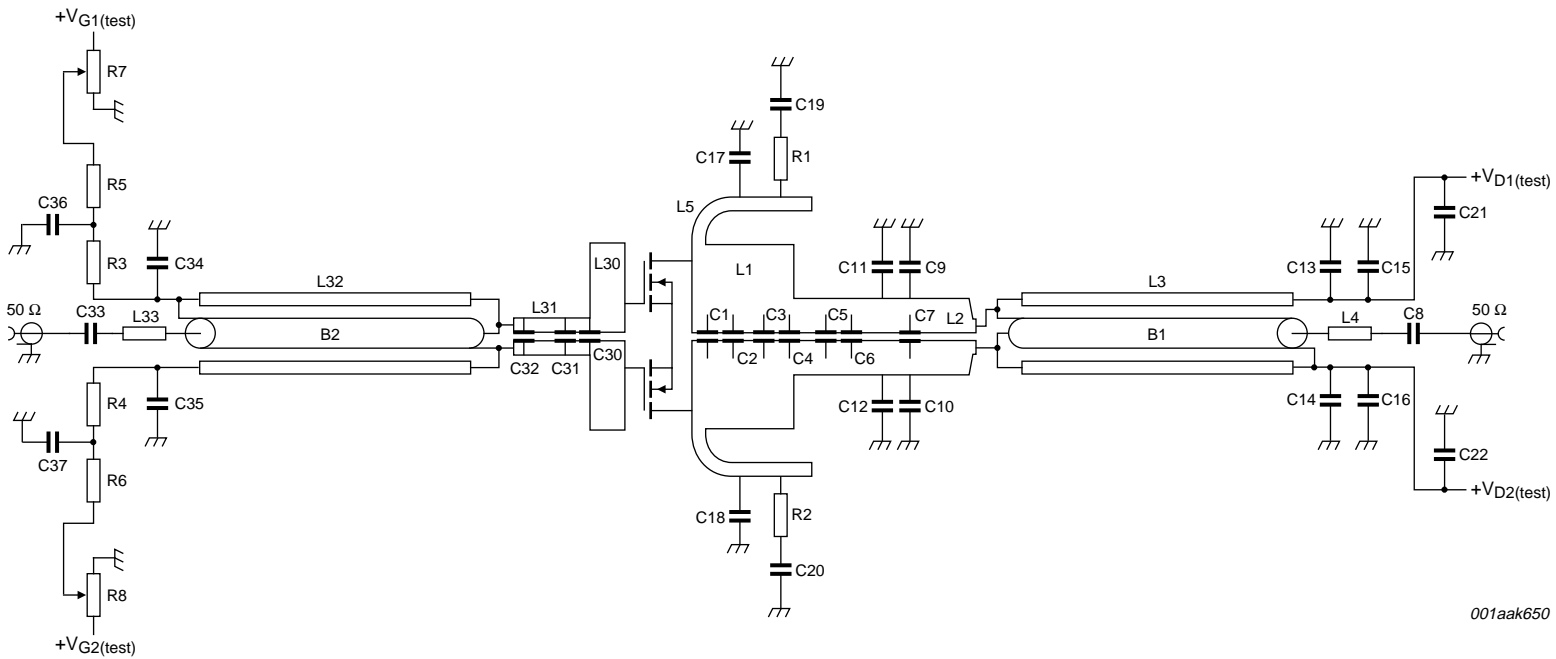 +VG1(test)
R7
C19
C17
R1
R5
C36
L5
+VD1(test)
C21
R3
C34
L30
L1
C11
C9
C13
C15
L32
L31
L3
50 Ω
C33
L33
B2
C1
C3
C5
C7
L2
B1
L4
C8
50 Ω
C32
C31
C30
C2
C4
C6
R4
C35
C12
C10
C14
C16
C37
C22
R6
+VD2(test)
C18
R2
C20
R8
001aak650
+VG2(test)